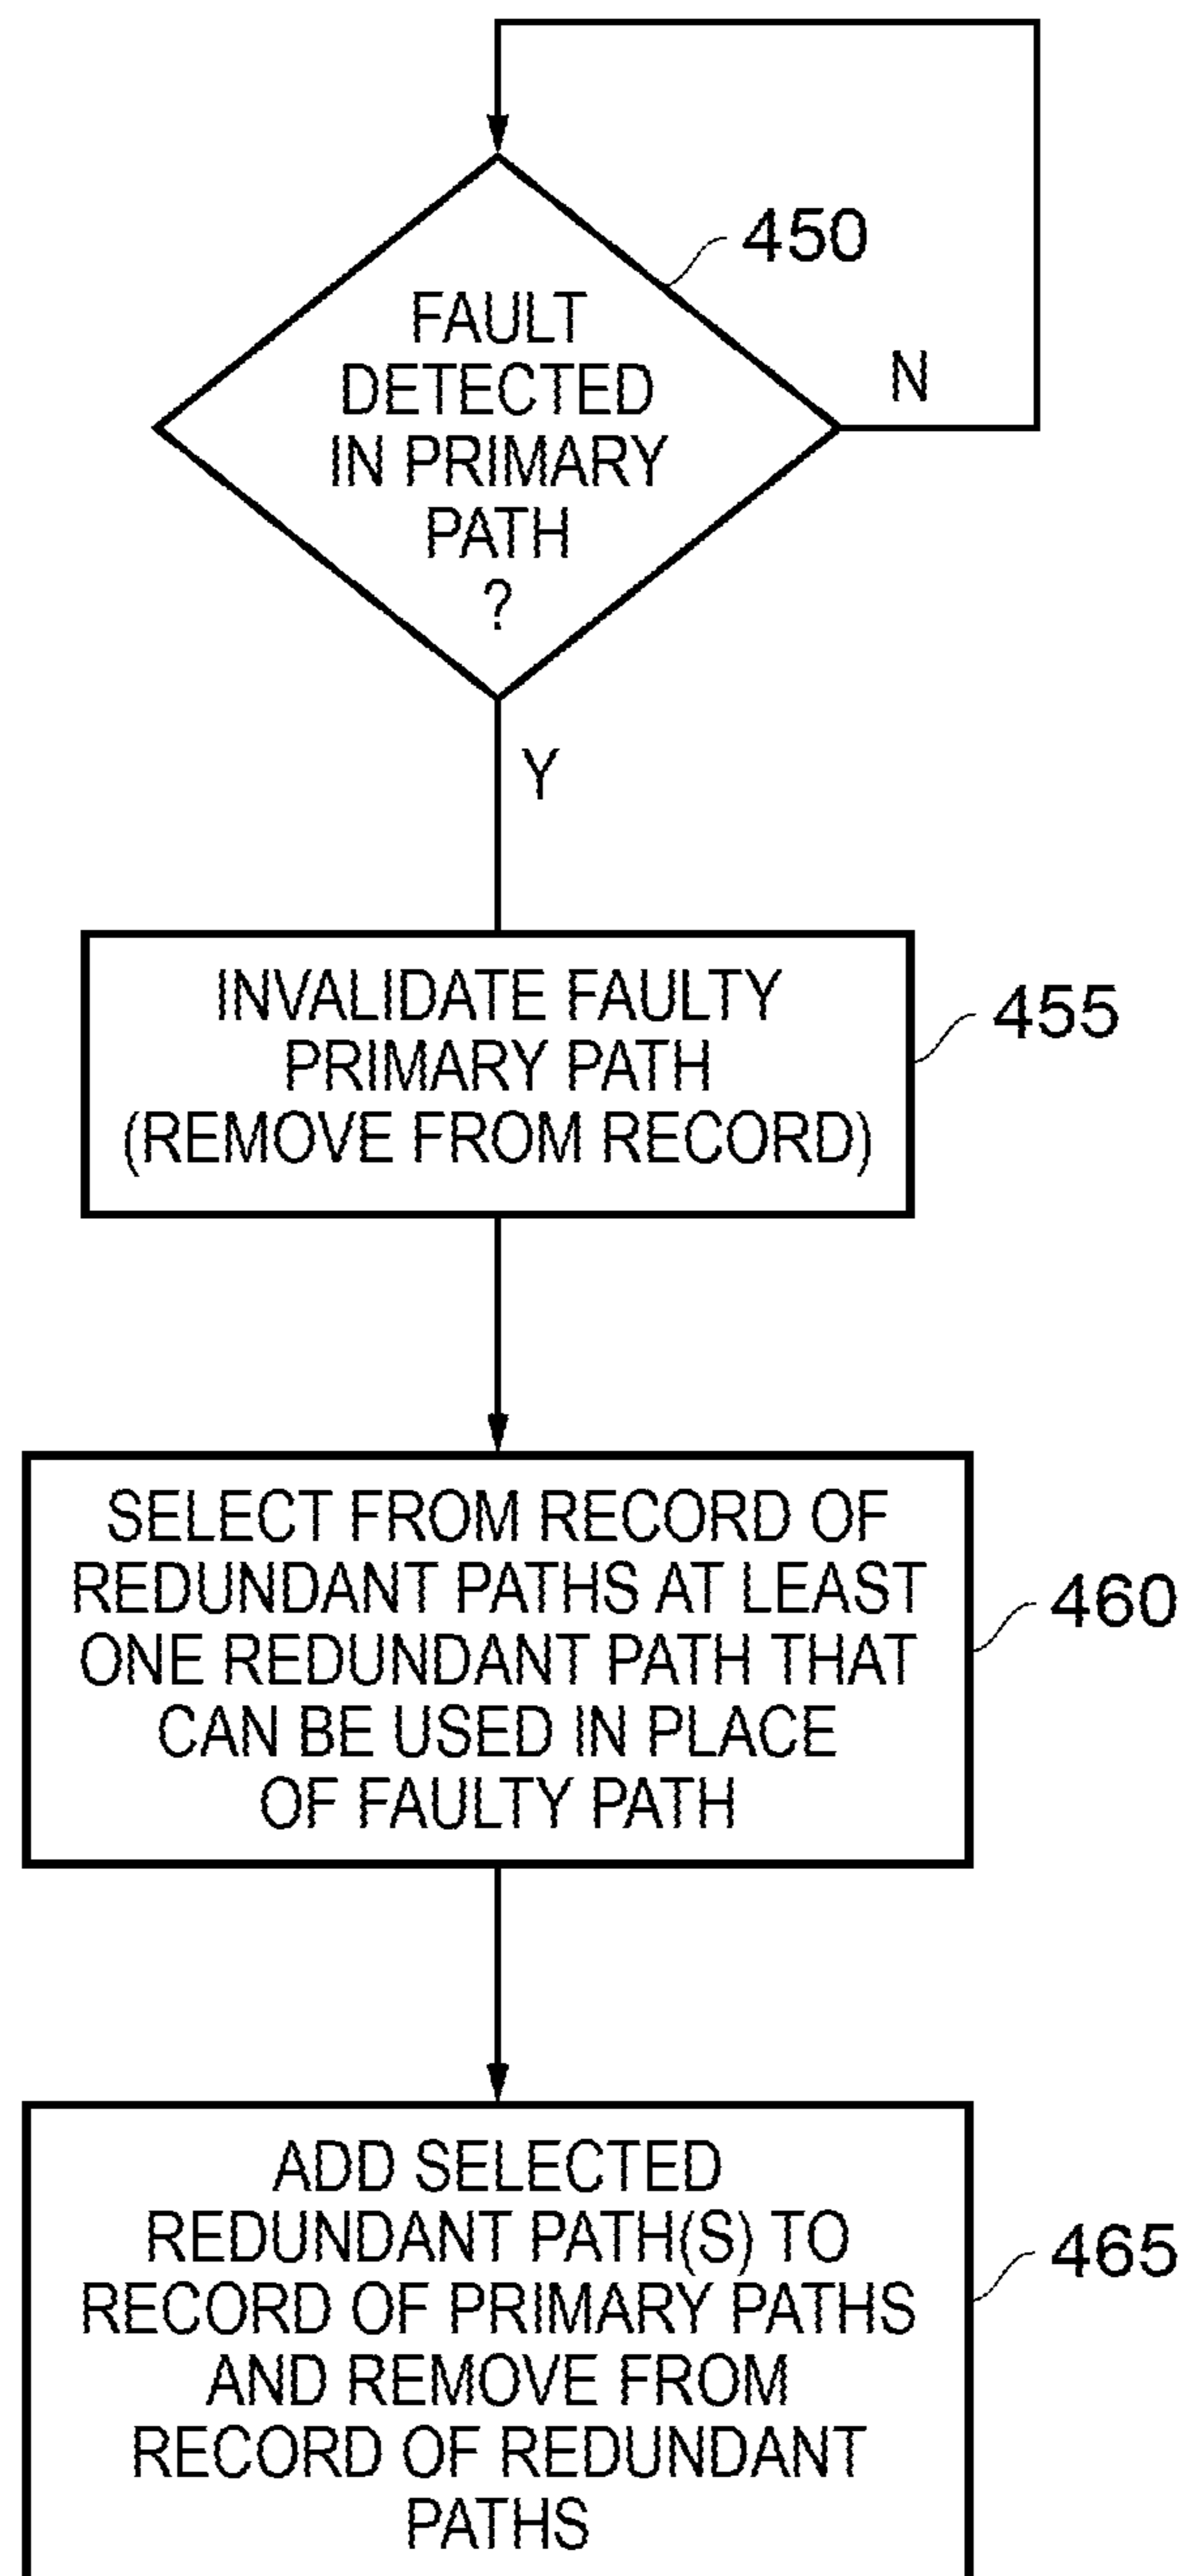 450
FAULT
DETECTED
IN PRIMARY
PATH
?
N
Y
INVALIDATE FAULTY
PRIMARY PATH
(REMOVE FROM RECORD)
455
SELECT FROM RECORD OF
REDUNDANT PATHS AT LEAST
ONE REDUNDANT PATH THAT
CAN BE USED IN PLACE
OF FAULTY PATH
460
ADD SELECTED
REDUNDANT PATH(S) TO
RECORD OF PRIMARY PATHS
AND REMOVE FROM
RECORD OF REDUNDANT
PATHS
465